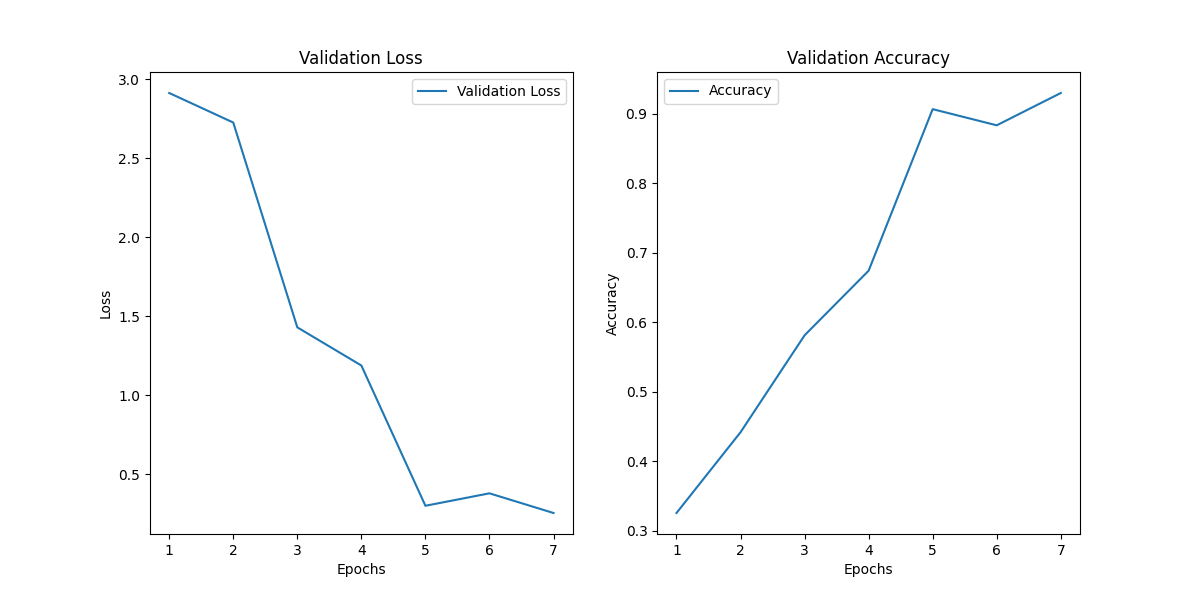 Validation Loss
3.0
2.5
2.0
1.5
1.0
0.5
Loss
Validation Loss
1 2 3 4 5 6 7
Epochs
Validation Accuracy
0.9
0.8
0.7
0.6
0.5
0.4
0.3
Accuracy
Accuracy
1 2 3 4 5 6 7
Epochs